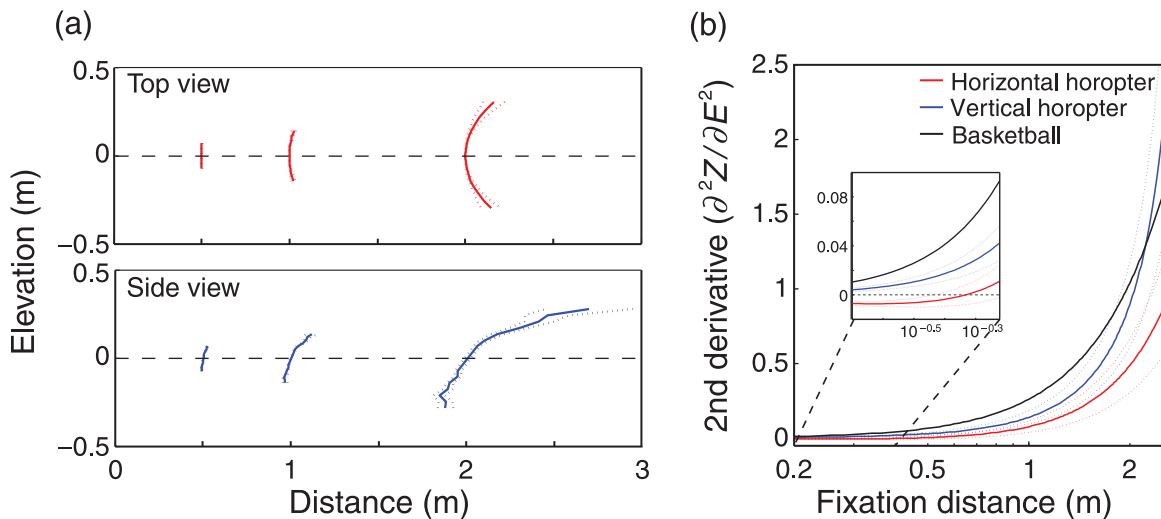 (a)
0.5
Top view
0
−0.5
0.5
Side view
0
−0.5
0
1
2
3
Elevation (m)
Distance (m)
(b)
2.5
2
1.5
1
0.5
0
0.2
0.5
1
2
2nd derivative (∂²Z/∂E²)
Fixation distance (m)
Horizontal horopter
Vertical horopter
Basketball
0.08
0.04
0
10^-0.5
10^-0.3